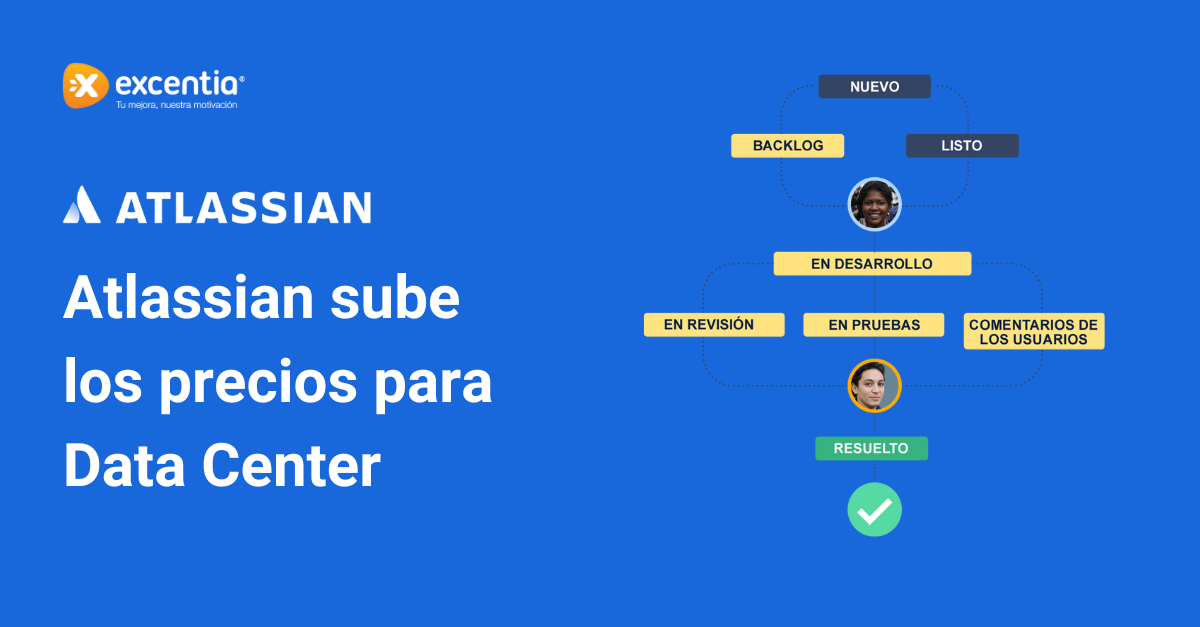 excentia®
Tu mejora, nuestra motivación
ATLASSIAN
Atlassian sube
los precios para
Data Center
NUEVO
BACKLOG
LISTO
EN DESARROLLO
EN REVISIÓN
EN PRUEBAS
COMENTARIOS DE
LOS USUARIOS
RESUELTO